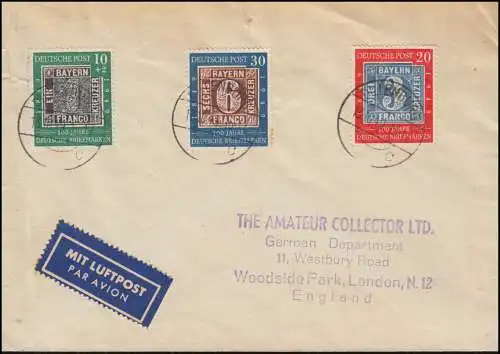 DEUTSCHE POST
10
+2
EIN
BAYERN
KREUZER
FRANCO
100 JAHRE
DEUTSCHE BRIEFMARKEN
DEUTSCHE POST
30
SECHS
BAYERN
6
KREUZER
FRANCO
100 JAHRE
DEUTSCHE BRIEFMARKEN
DEUTSCHE POST
20
DREI
BAYERN
3
KREUZER
FRANCO
100 JAHRE
DEUTSCHE BRIEFMARKEN
MIT LUFTPOST
PAR AVION
THE AMATEUR COLLECTOR LTD.
German Department
11, Westbury Road
Woodside Park, London, N. 12
England